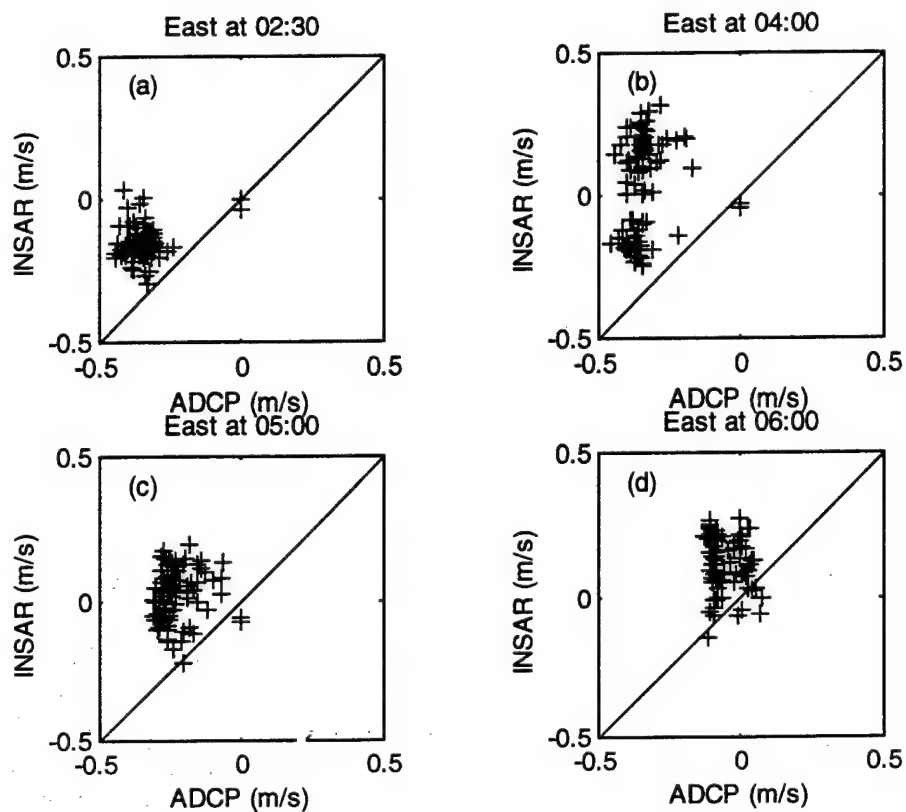 East at 02:30
0.5
(a)
INSAR (m/s)
0
-0.5
-0.5
0
0.5
ADCP (m/s)
East at 04:00
0.5
(b)
INSAR (m/s)
0
-0.5
-0.5
0
0.5
ADCP (m/s)
East at 05:00
0.5
(c)
INSAR (m/s)
0
-0.5
-0.5
0
0.5
ADCP (m/s)
East at 06:00
0.5
(d)
INSAR (m/s)
0
-0.5
-0.5
0
0.5
ADCP (m/s)